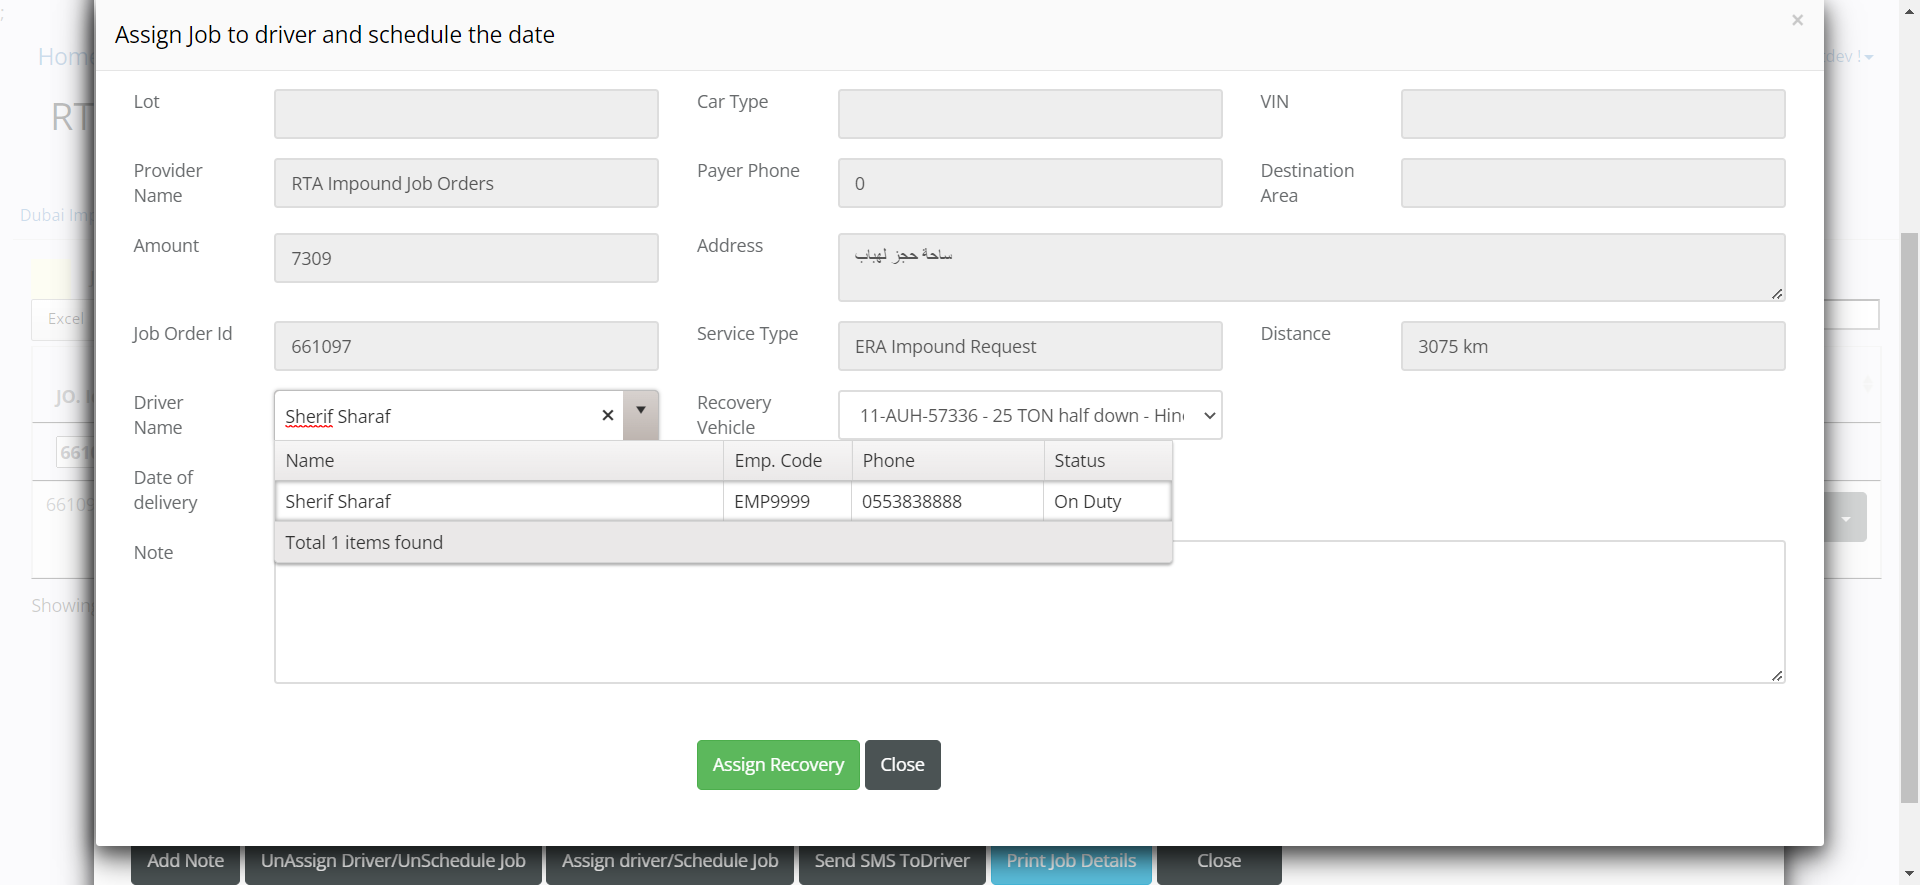 ;
Assign Job to driver and schedule the date
×
Home
dev !
RT
Lot
Car Type
VIN
Provider Name
RTA Impound Job Orders
Payer Phone
0
Destination Area
Dubai Im
Amount
7309
Address
ساحة حجز لهباب
Excel
Job Order Id
661097
Service Type
ERA Impound Request
Distance
3075 km
JO.
Driver Name
Sherif Sharaf
×
Recovery Vehicle
11-AUH-57336 - 25 TON half down - Hin
661
Name
Emp. Code
Phone
Status
Date of delivery
Sherif Sharaf
EMP9999
0553838888
On Duty
66109
Total 1 items found
Note
Showin
Assign Recovery
Close
Add Note
UnAssign Driver/UnSchedule Job
Assign driver/Schedule Job
Send SMS ToDriver
Print Job Details
Close